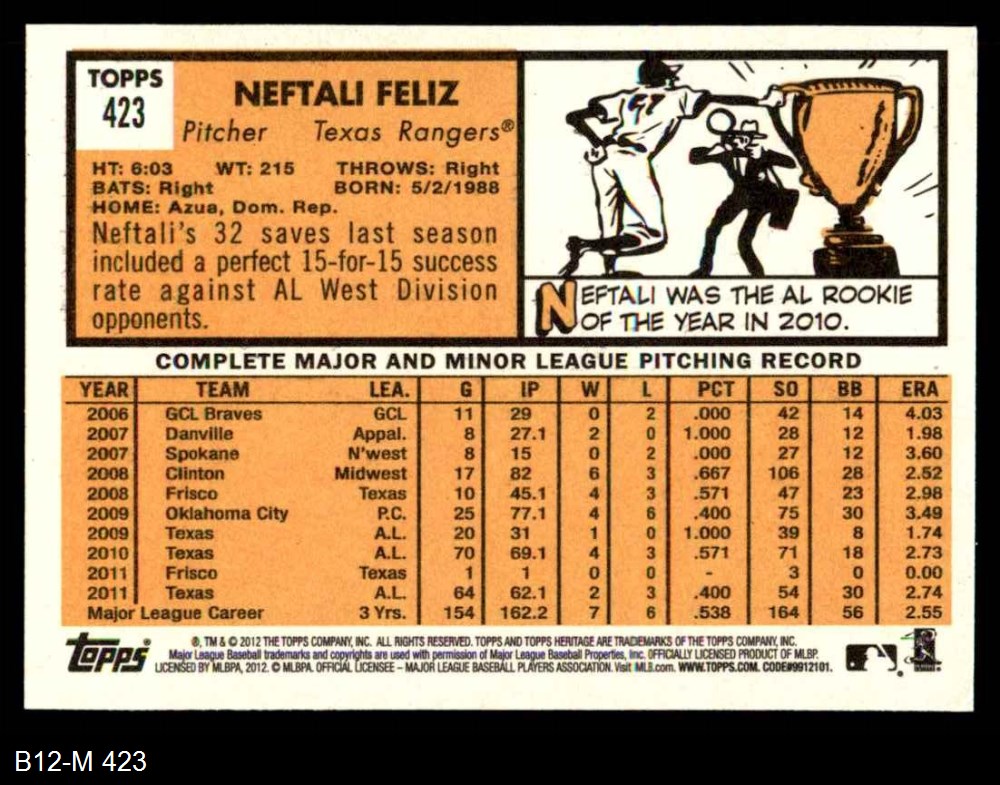 TOPPS
423
NEFTALI FELIZ
Pitcher Texas Rangers®
HT: 6:03 WT: 215 THROWS: Right
BATS: Right BORN: 5/2/1988
HOME: Azua, Dom. Rep.
Neftali's 32 saves last season
included a perfect 15-for-15 success
rate against AL West Division
opponents.
NEFTALI WAS THE AL ROOKIE
OF THE YEAR IN 2010.
COMPLETE MAJOR AND MINOR LEAGUE PITCHING RECORD
YEAR TEAM LEA. G IP W L PCT SO BB ERA
2006 GCL Braves GCL 11 29 0 2 .000 42 14 4.03
2007 Danville Appal. 8 27.1 2 0 1.000 28 12 1.98
2007 Spokane N'west 8 15 0 2 .000 27 12 3.60
2008 Clinton Midwest 17 82 6 3 .667 106 28 2.52
2008 Frisco Texas 10 45.1 4 3 .571 47 23 2.98
2009 Oklahoma City P.C. 25 77.1 4 6 .400 75 30 3.49
2009 Texas A.L. 20 31 1 0 1.000 39 8 1.74
2010 Texas A.L. 70 69.1 4 3 .571 71 18 2.73
2011 Frisco Texas 1 1 0 0 - 3 0 0.00
2011 Texas A.L. 64 62.1 2 3 .400 54 30 2.74
Major League Career 3 Yrs. 154 162.2 7 6 .538 164 56 2.55
Topps®
®, TM & © 2012 THE TOPPS COMPANY, INC. ALL RIGHTS RESERVED. TOPPS AND TOPPS HERITAGE ARE TRADEMARKS OF THE TOPPS COMPANY, INC.
Major League Baseball trademarks and copyrights are used with permission of Major League Baseball Properties, Inc. OFFICIALLY LICENSED PRODUCT OF MLBP.
LICENSED BY MLBPA, 2012. © MLBPA. OFFICIAL LICENSEE – MAJOR LEAGUE BASEBALL PLAYERS ASSOCIATION. Visit MLB.com. WWW.TOPPS.COM. CODE#9912101.
B12-M 423